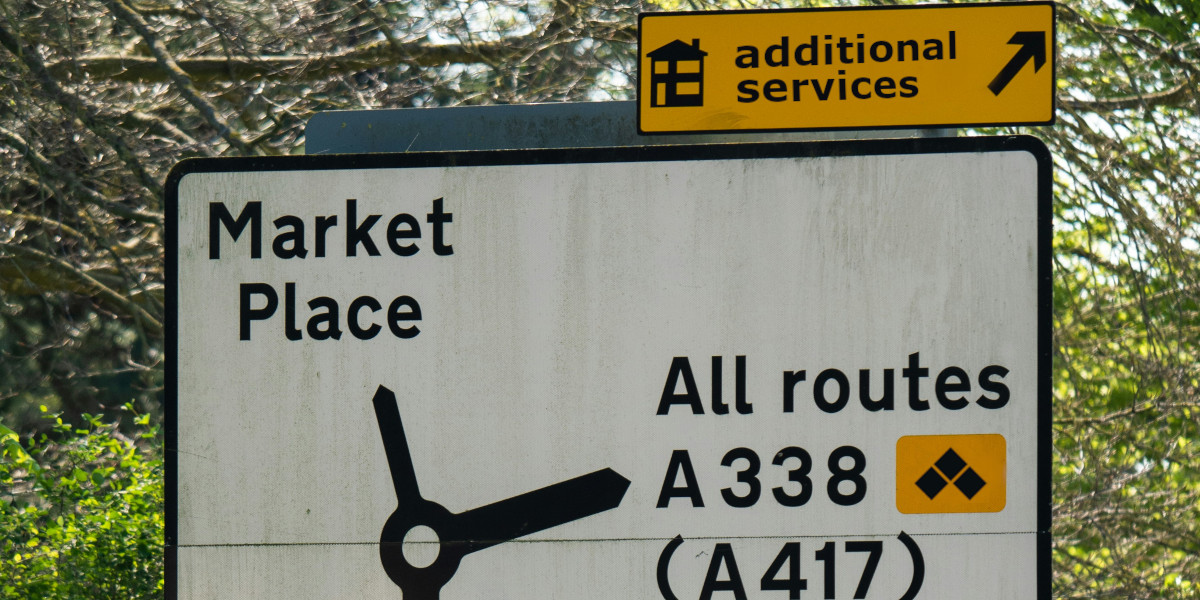 additional
services
Market
Place
All routes
A338
(A417)